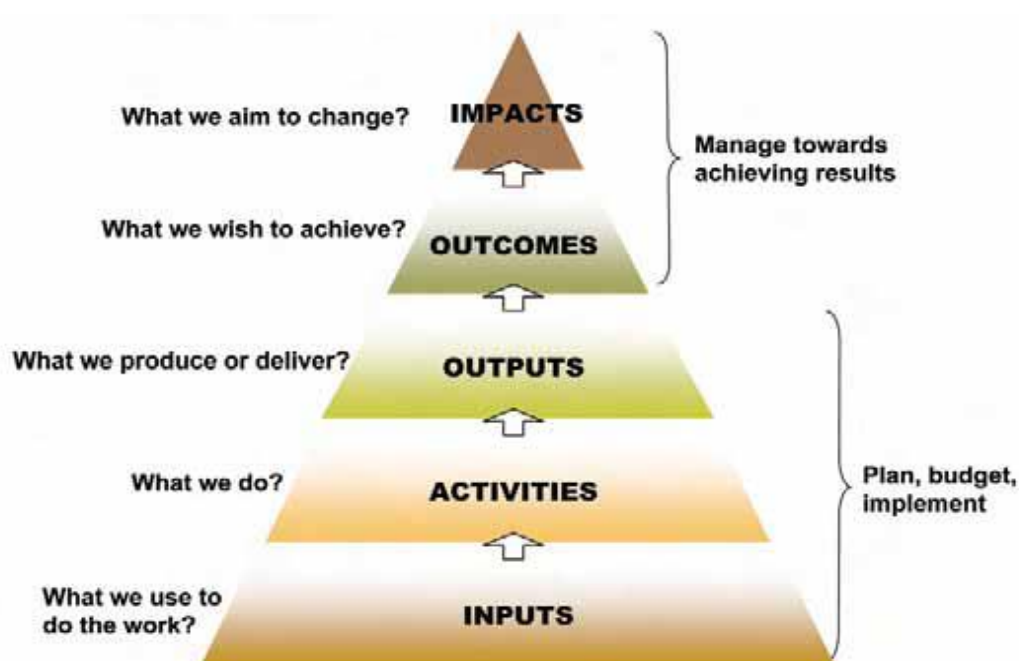 What we aim to change?
IMPACTS
Manage towards
achieving results
What we wish to achieve?
OUTCOMES
What we produce or deliver?
OUTPUTS
What we do?
ACTIVITIES
Plan, budget,
implement
What we use to
do the work?
INPUTS